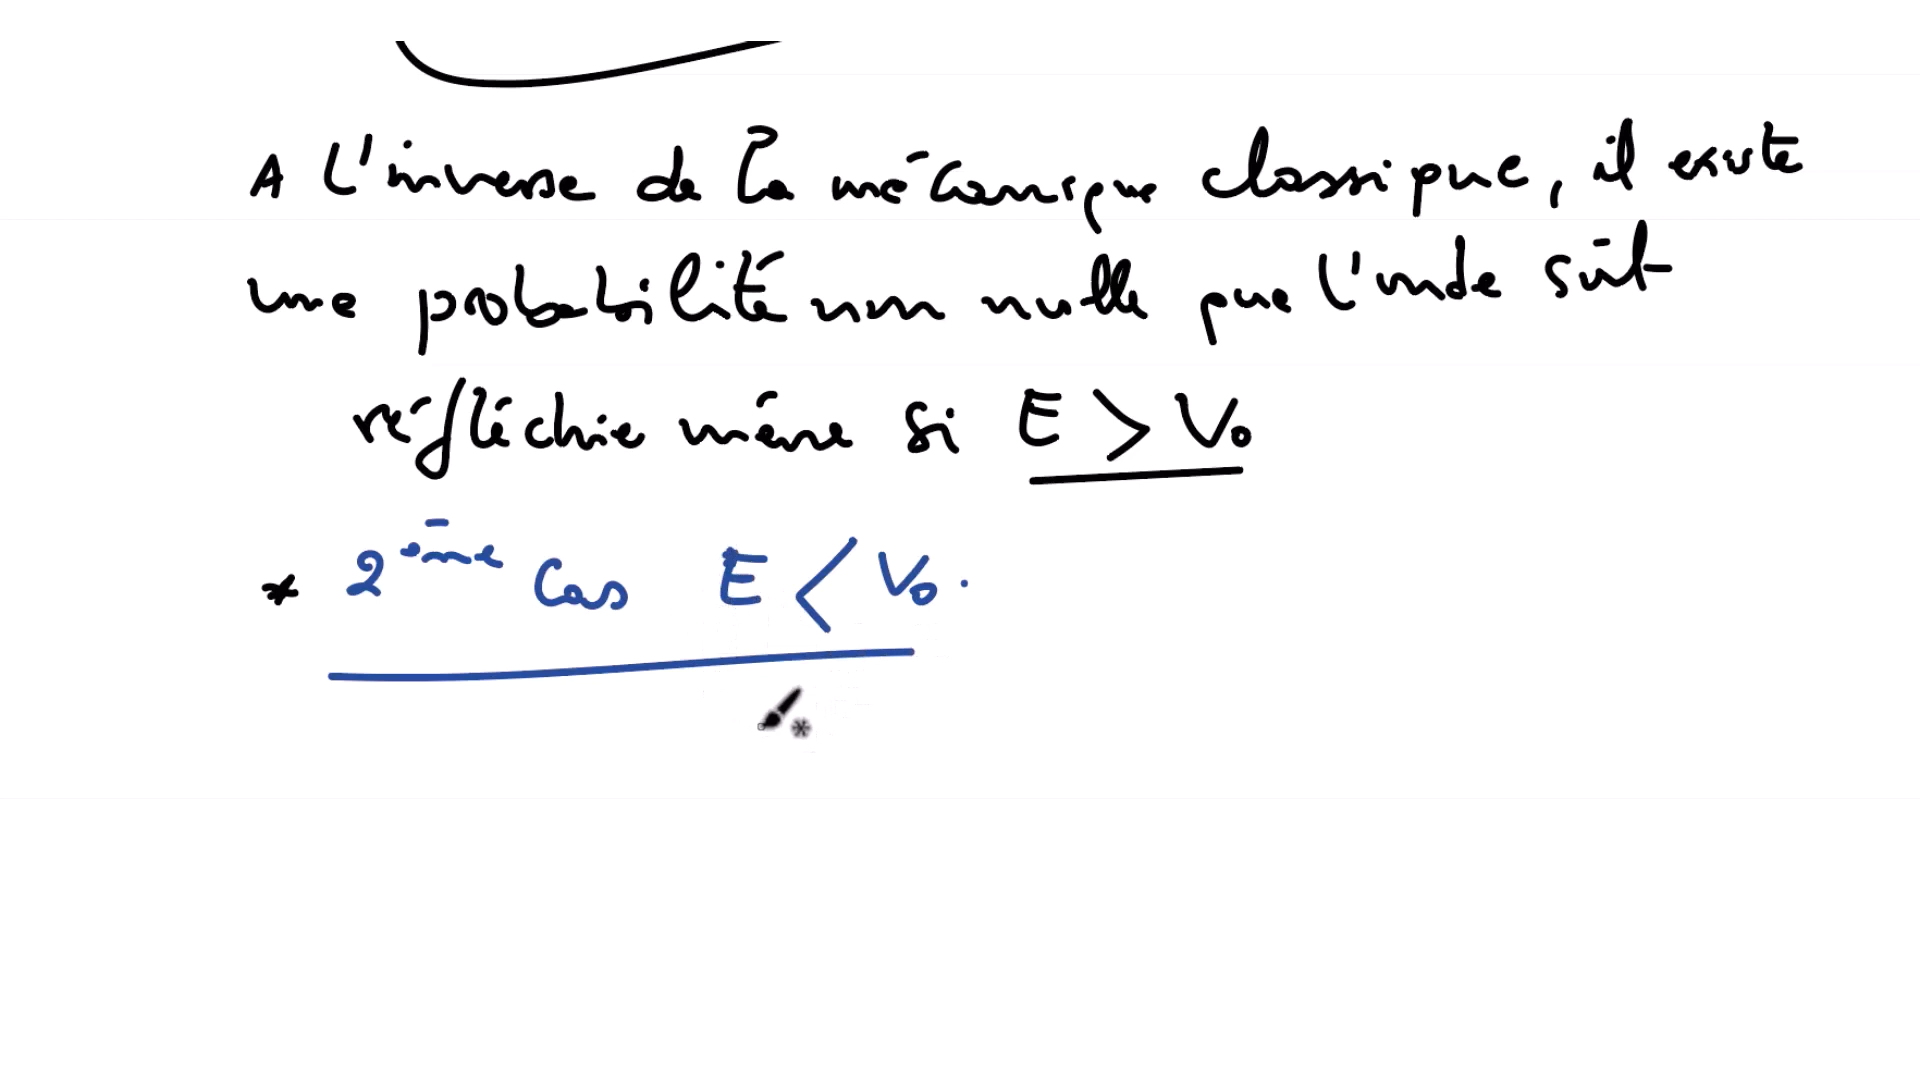 A l'inverse de la mécanique classique, il existe
une probabilité non nulle que l'onde soit
réfléchie même si E > V₀
* 2ème Cas E < V₀.